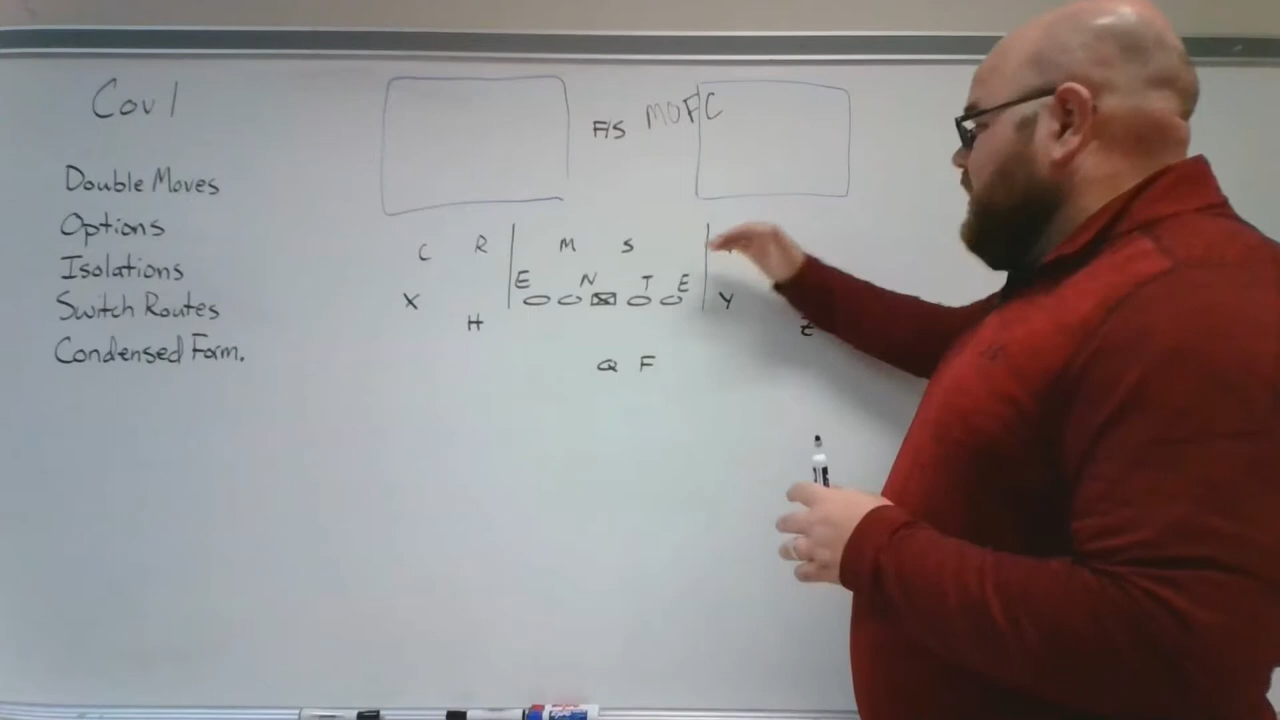 Cov 1
F/S MOFC
Double Moves
Options
Isolations
Switch Routes
Condensed Form.
C R M S
E N T E
X Y
H Z
Q F